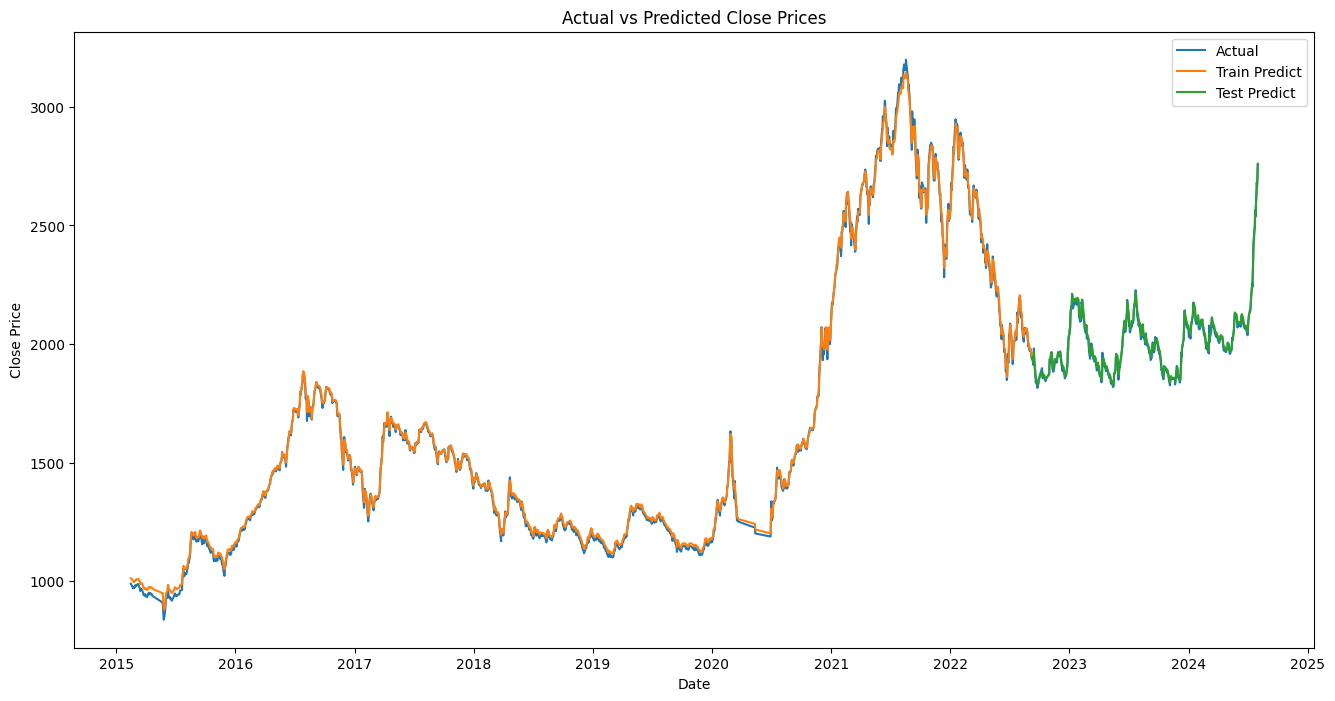 Actual vs Predicted Close Prices
Actual
Train Predict
Test Predict
Close Price
3000
2500
2000
1500
1000
2015 2016 2017 2018 2019 2020 2021 2022 2023 2024 2025
Date